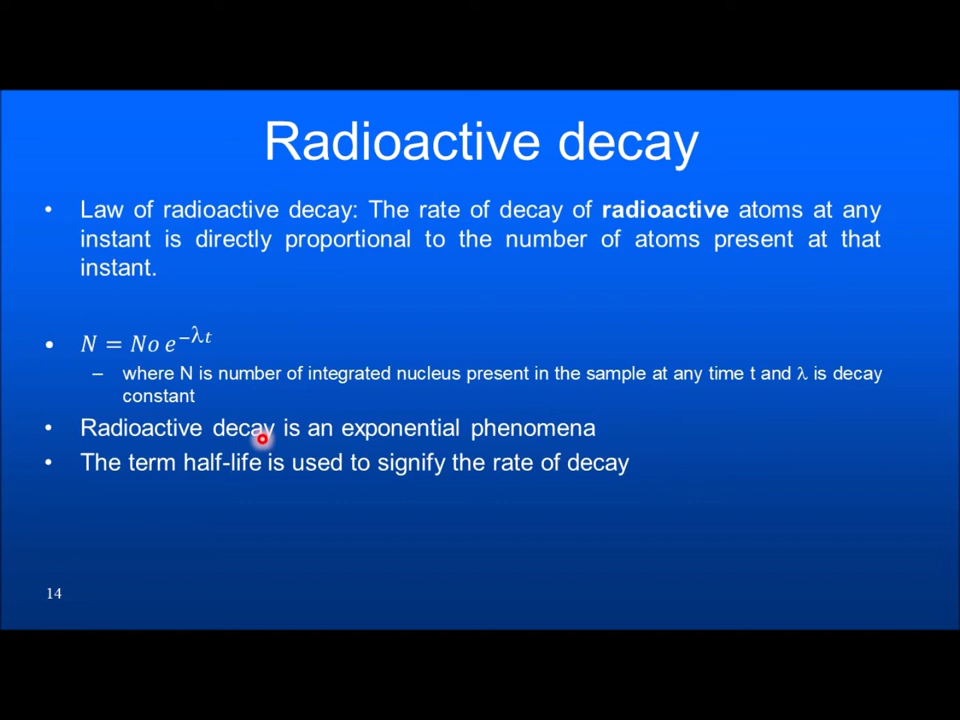 Radioactive decay
• Law of radioactive decay: The rate of decay of radioactive atoms at any
instant is directly proportional to the number of atoms present at that
instant.
• N = No e^−λt
– where N is number of integrated nucleus present in the sample at any time t and λ is decay
constant
• Radioactive decay is an exponential phenomena
• The term half-life is used to signify the rate of decay
14